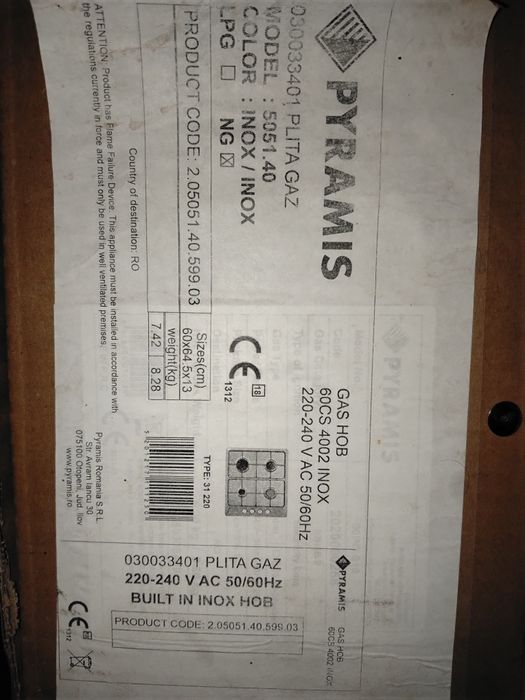 PYRAMIS
030033401 PLITA GAZ
MODEL : 5051.40
COLOR : INOX / INOX
LPG ☐ NG ☒
PRODUCT CODE: 2.05051.40.599.03
Country of destination: RO
ATTENTION: Product has Flame Failure Device. This appliance must be installed in accordance with
the regulations currently in force and must only be used in well ventilated premises.
GAS HOB
60CS 4002 INOX
220-240 V AC 50/60Hz
CE
18
1312
Sizes(cm)
60x64.5x13
weight(kg)
7.42 8.28
TYPE: 31 220
Pyramis Romania S.R.L.
Str. Avram Iancu 30
075100 Otopeni, Jud. Ilfov
www.pyramis.ro
PYRAMIS
GAS HOB
60CS 4002 INOX
030033401 PLITA GAZ
220-240 V AC 50/60Hz
BUILT IN INOX HOB
PRODUCT CODE: 2.05051.40.599.03
CE
1312
PYRAMIS